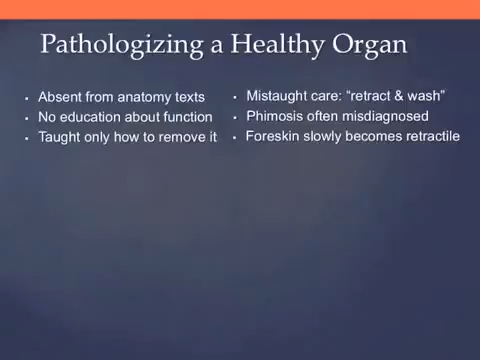 Pathologizing a Healthy Organ
• Absent from anatomy texts
• No education about function
• Taught only how to remove it
• Mistaught care: “retract & wash”
• Phimosis often misdiagnosed
• Foreskin slowly becomes retractile